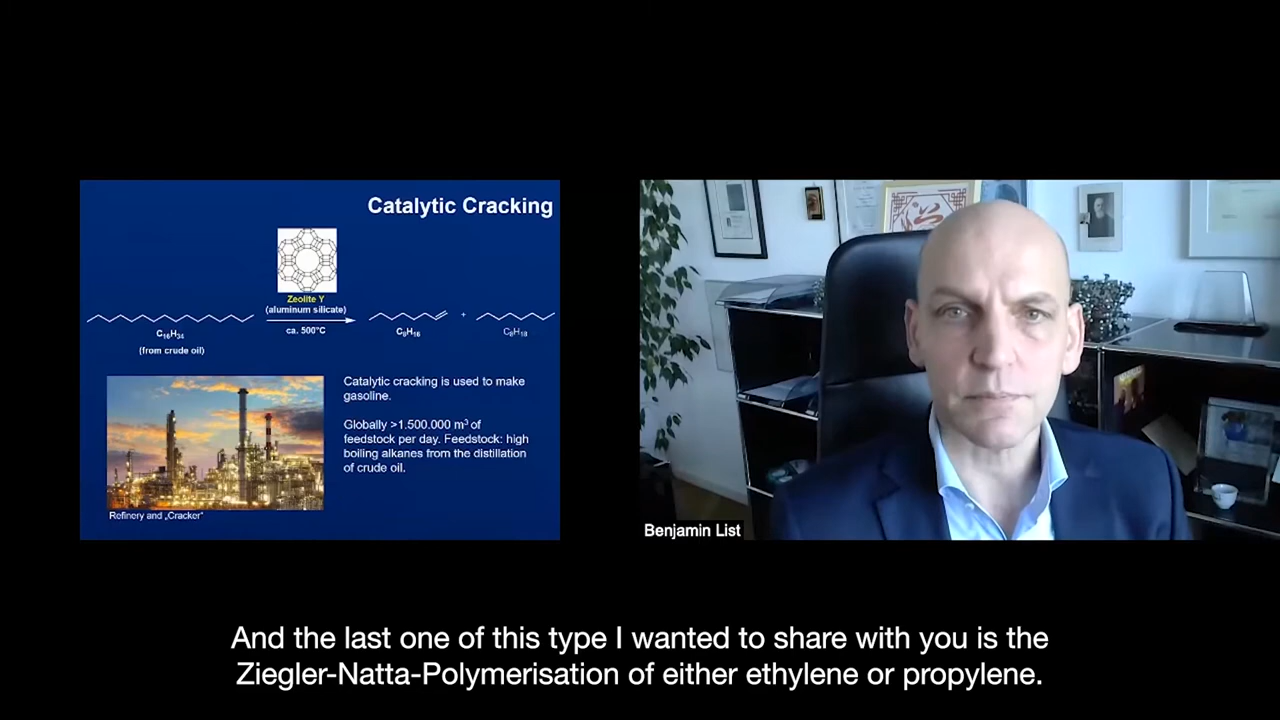 Catalytic Cracking
Zeolite Y
(aluminum silicate)
ca. 500°C
C₁₆H₃₄
(from crude oil)
C₈H₁₆
+
C₈H₁₈
Catalytic cracking is used to make
gasoline.
Globally >1.500.000 m³ of
feedstock per day. Feedstock: high
boiling alkanes from the distillation
of crude oil.
Refinery and „Cracker“
Benjamin List
And the last one of this type I wanted to share with you is the
Ziegler-Natta-Polymerisation of either ethylene or propylene.